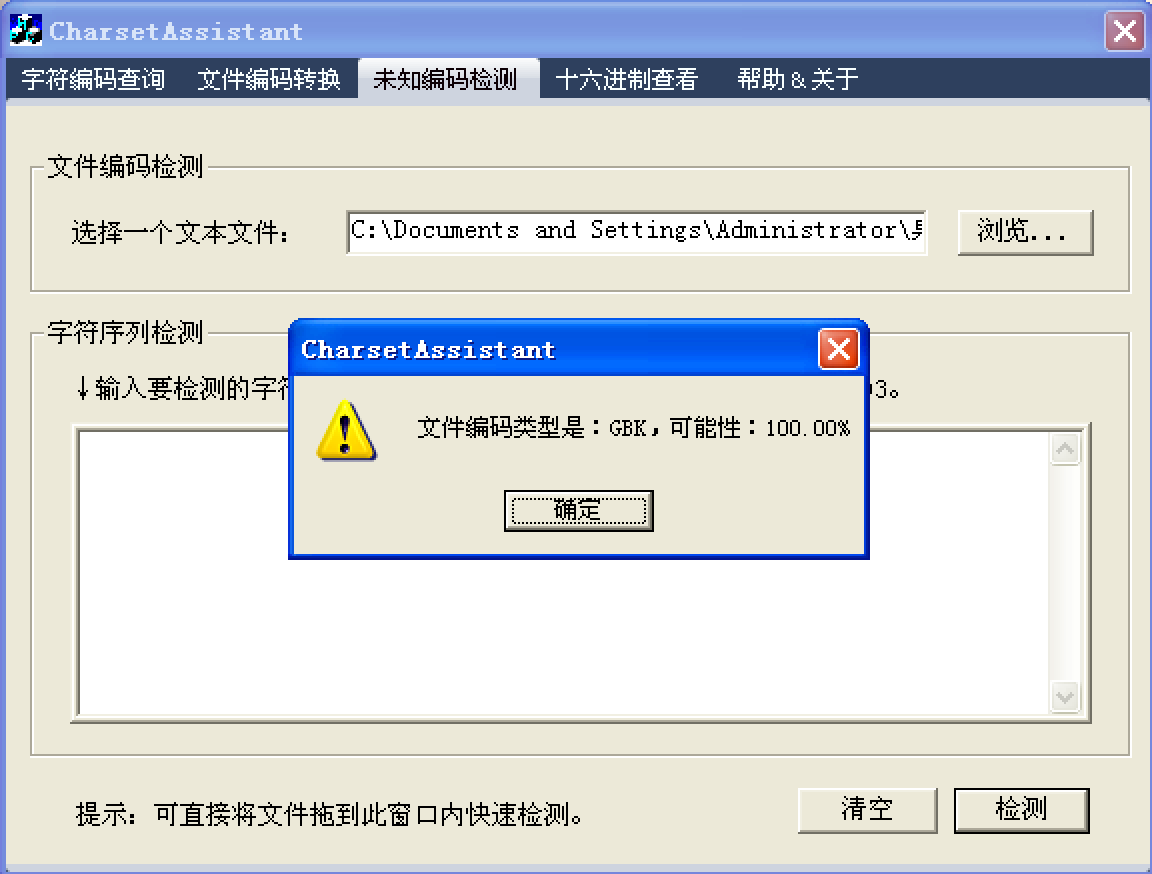 CharsetAssistant
字符编码查询 文件编码转换 未知编码检测 十六进制查看 帮助&关于
文件编码检测
选择一个文本文件： C:\Documents and Settings\Administrator\ 浏览...
字符序列检测
↓输入要检测的字符
03。
CharsetAssistant
文件编码类型是：GBK，可能性：100.00%
确定
提示：可直接将文件拖到此窗口内快速检测。 清空 检测